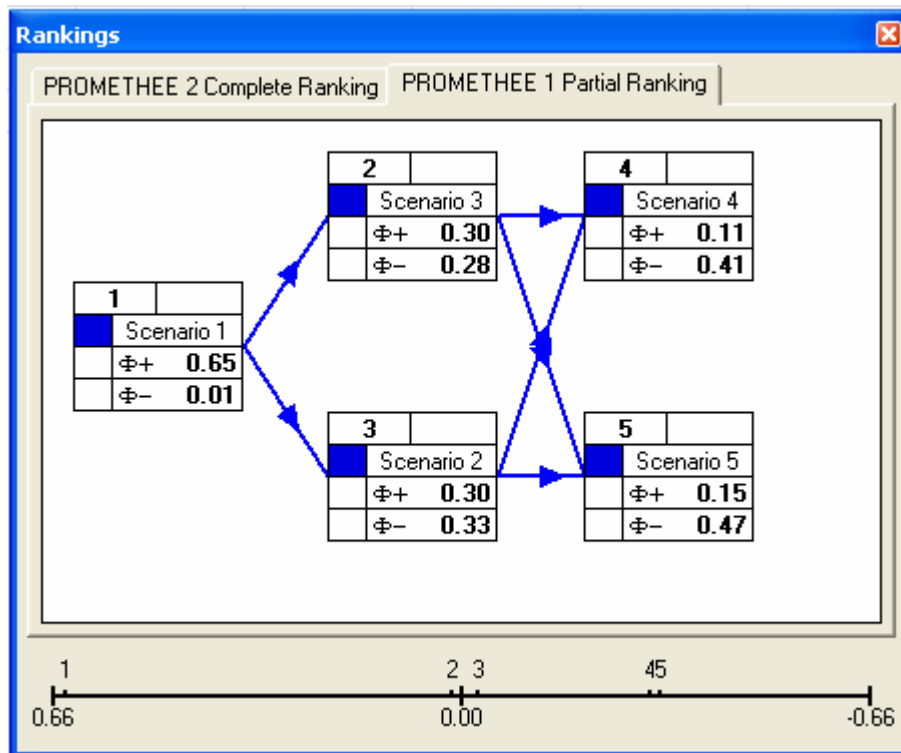 Rankings
PROMETHEE 2 Complete Ranking
PROMETHEE 1 Partial Ranking
1
Scenario 1
Φ+ 0.65
Φ− 0.01
2
Scenario 3
Φ+ 0.30
Φ− 0.28
3
Scenario 2
Φ+ 0.30
Φ− 0.33
4
Scenario 4
Φ+ 0.11
Φ− 0.41
5
Scenario 5
Φ+ 0.15
Φ− 0.47
1 2 3 45
0.66 0.00 -0.66